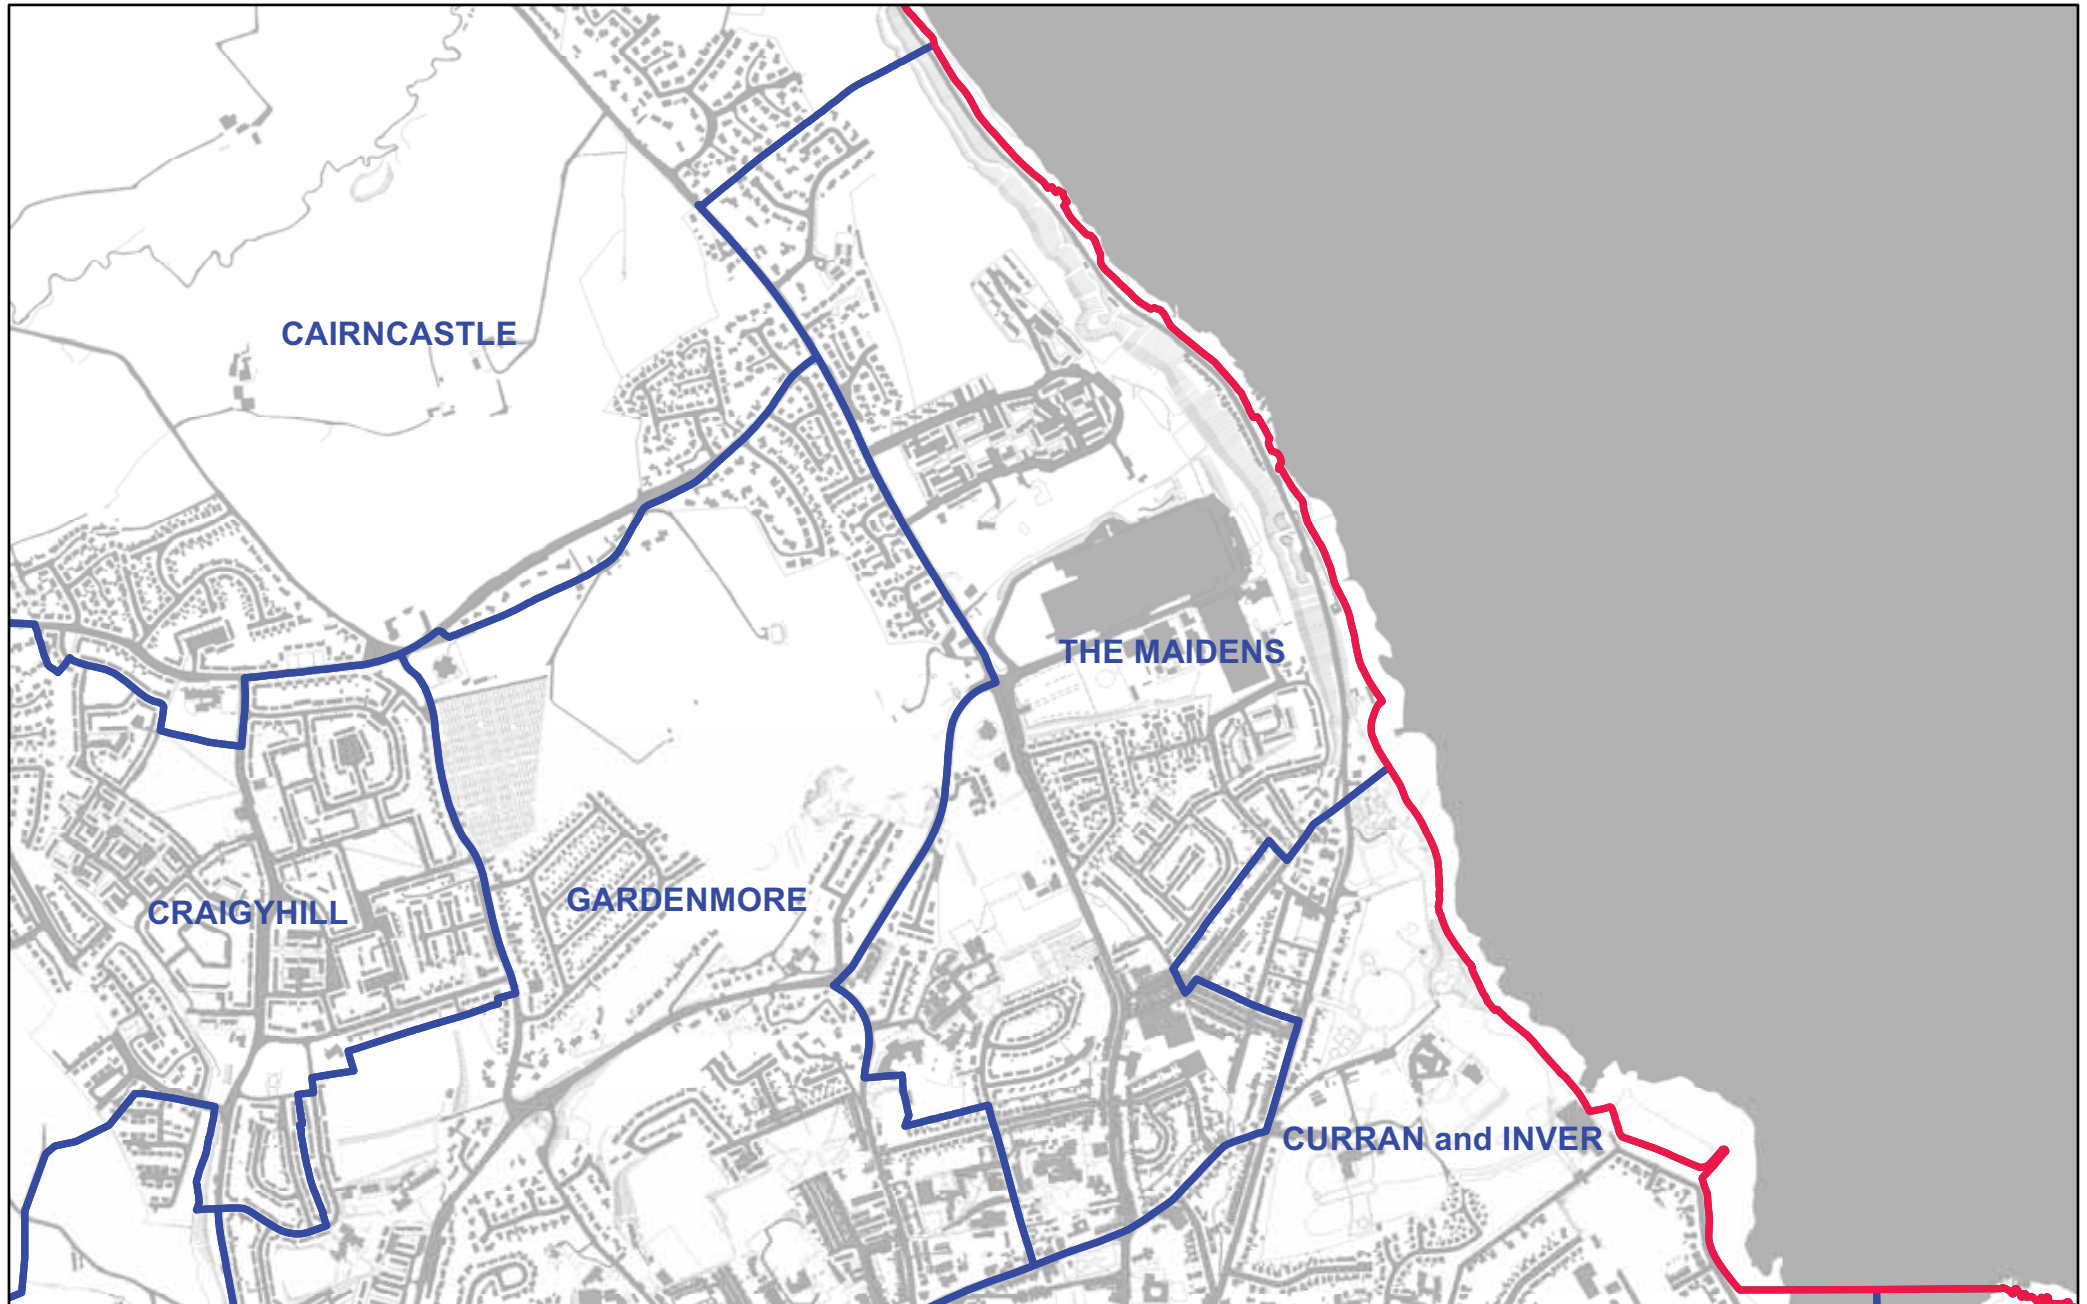 CAIRNCASTLE
THE MAIDENS
GARDENMORE
CRAIGYHILL
CURRAN and INVER